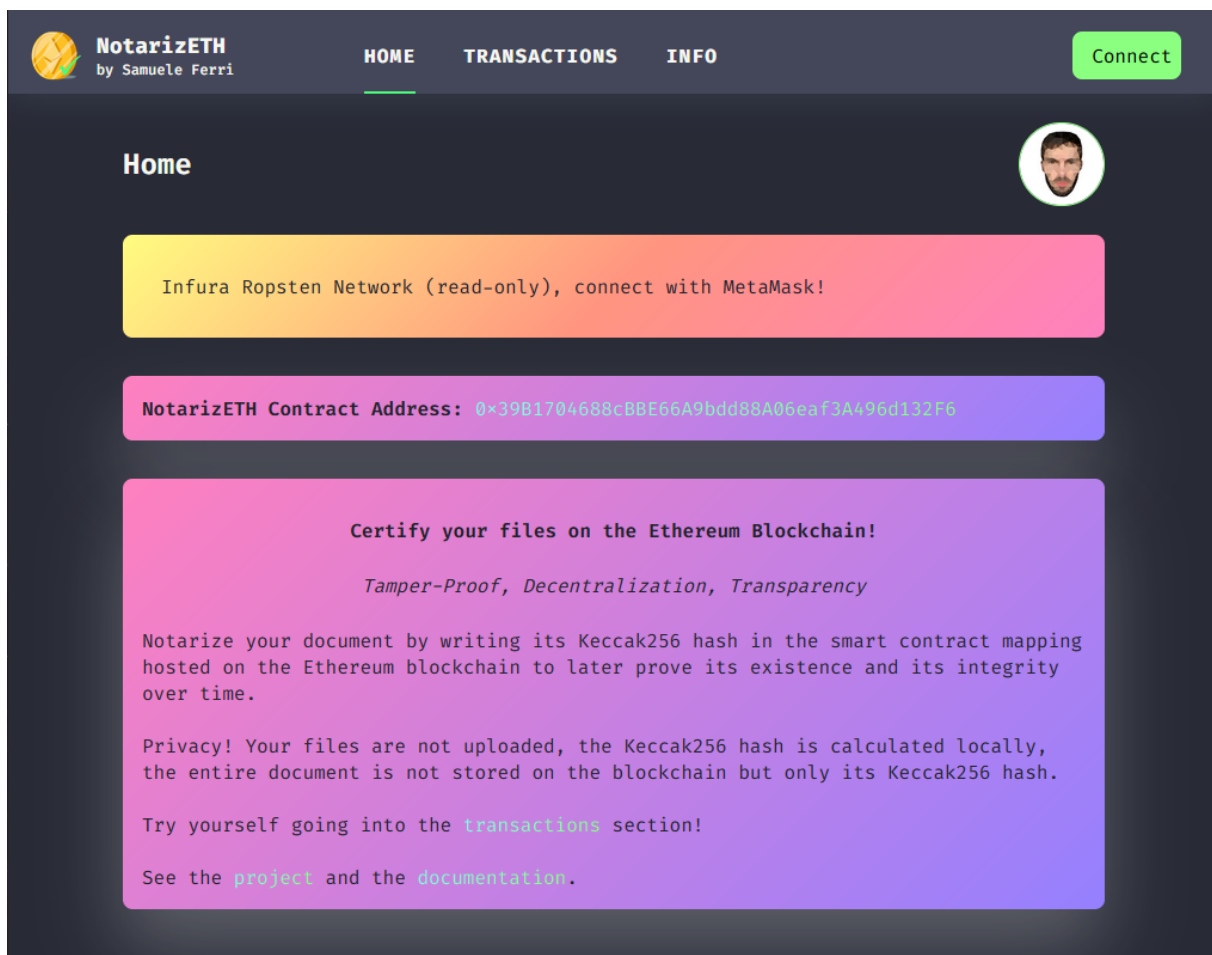 NotarizETH
by Samuele Ferri
HOME
TRANSACTIONS
INFO
Connect
Home
Infura Ropsten Network (read-only), connect with MetaMask!
NotarizETH Contract Address: 0×39B1704688cBBE66A9bdd88A06eaf3A496d132F6
Certify your files on the Ethereum Blockchain!
Tamper-Proof, Decentralization, Transparency
Notarize your document by writing its Keccak256 hash in the smart contract mapping
hosted on the Ethereum blockchain to later prove its existence and its integrity
over time.
Privacy! Your files are not uploaded, the Keccak256 hash is calculated locally,
the entire document is not stored on the blockchain but only its Keccak256 hash.
Try yourself going into the transactions section!
See the project and the documentation.